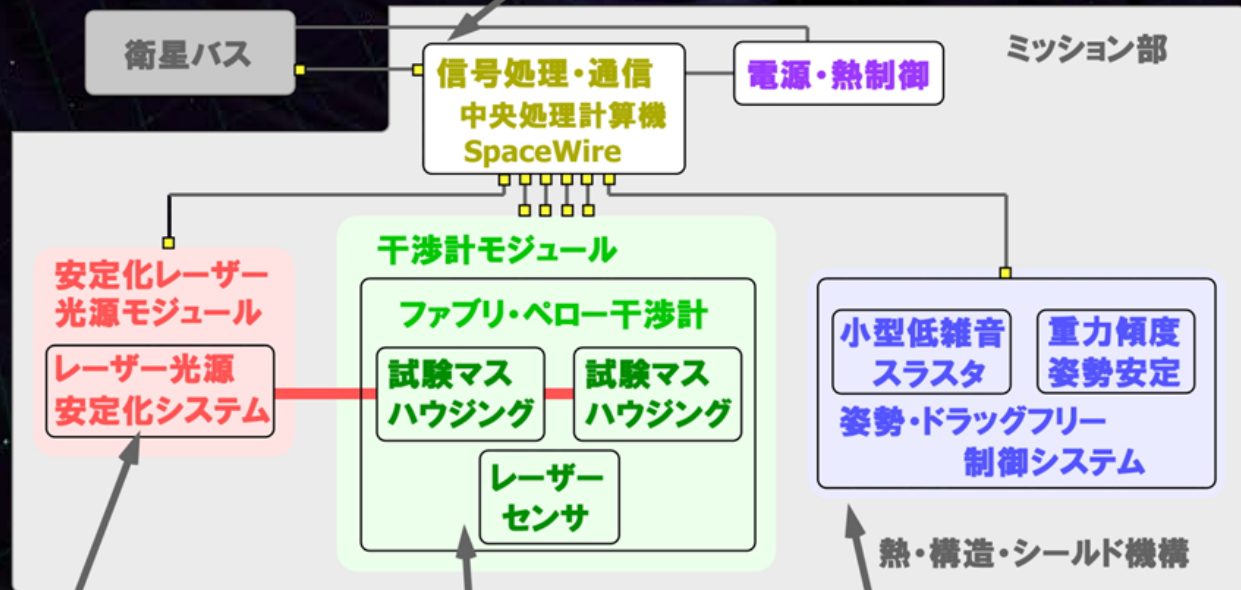 衛星バス
信号処理・通信
中央処理計算機
SpaceWire
電源・熱制御
ミッション部
安定化レーザー
光源モジュール
レーザー光源
安定化システム
干渉計モジュール
ファブリ・ペロー干渉計
試験マス
ハウジング
試験マス
ハウジング
レーザー
センサ
小型低雑音
スラスタ
重力傾度
姿勢安定
姿勢・ドラッグフリー
制御システム
熱・構造・シールド機構